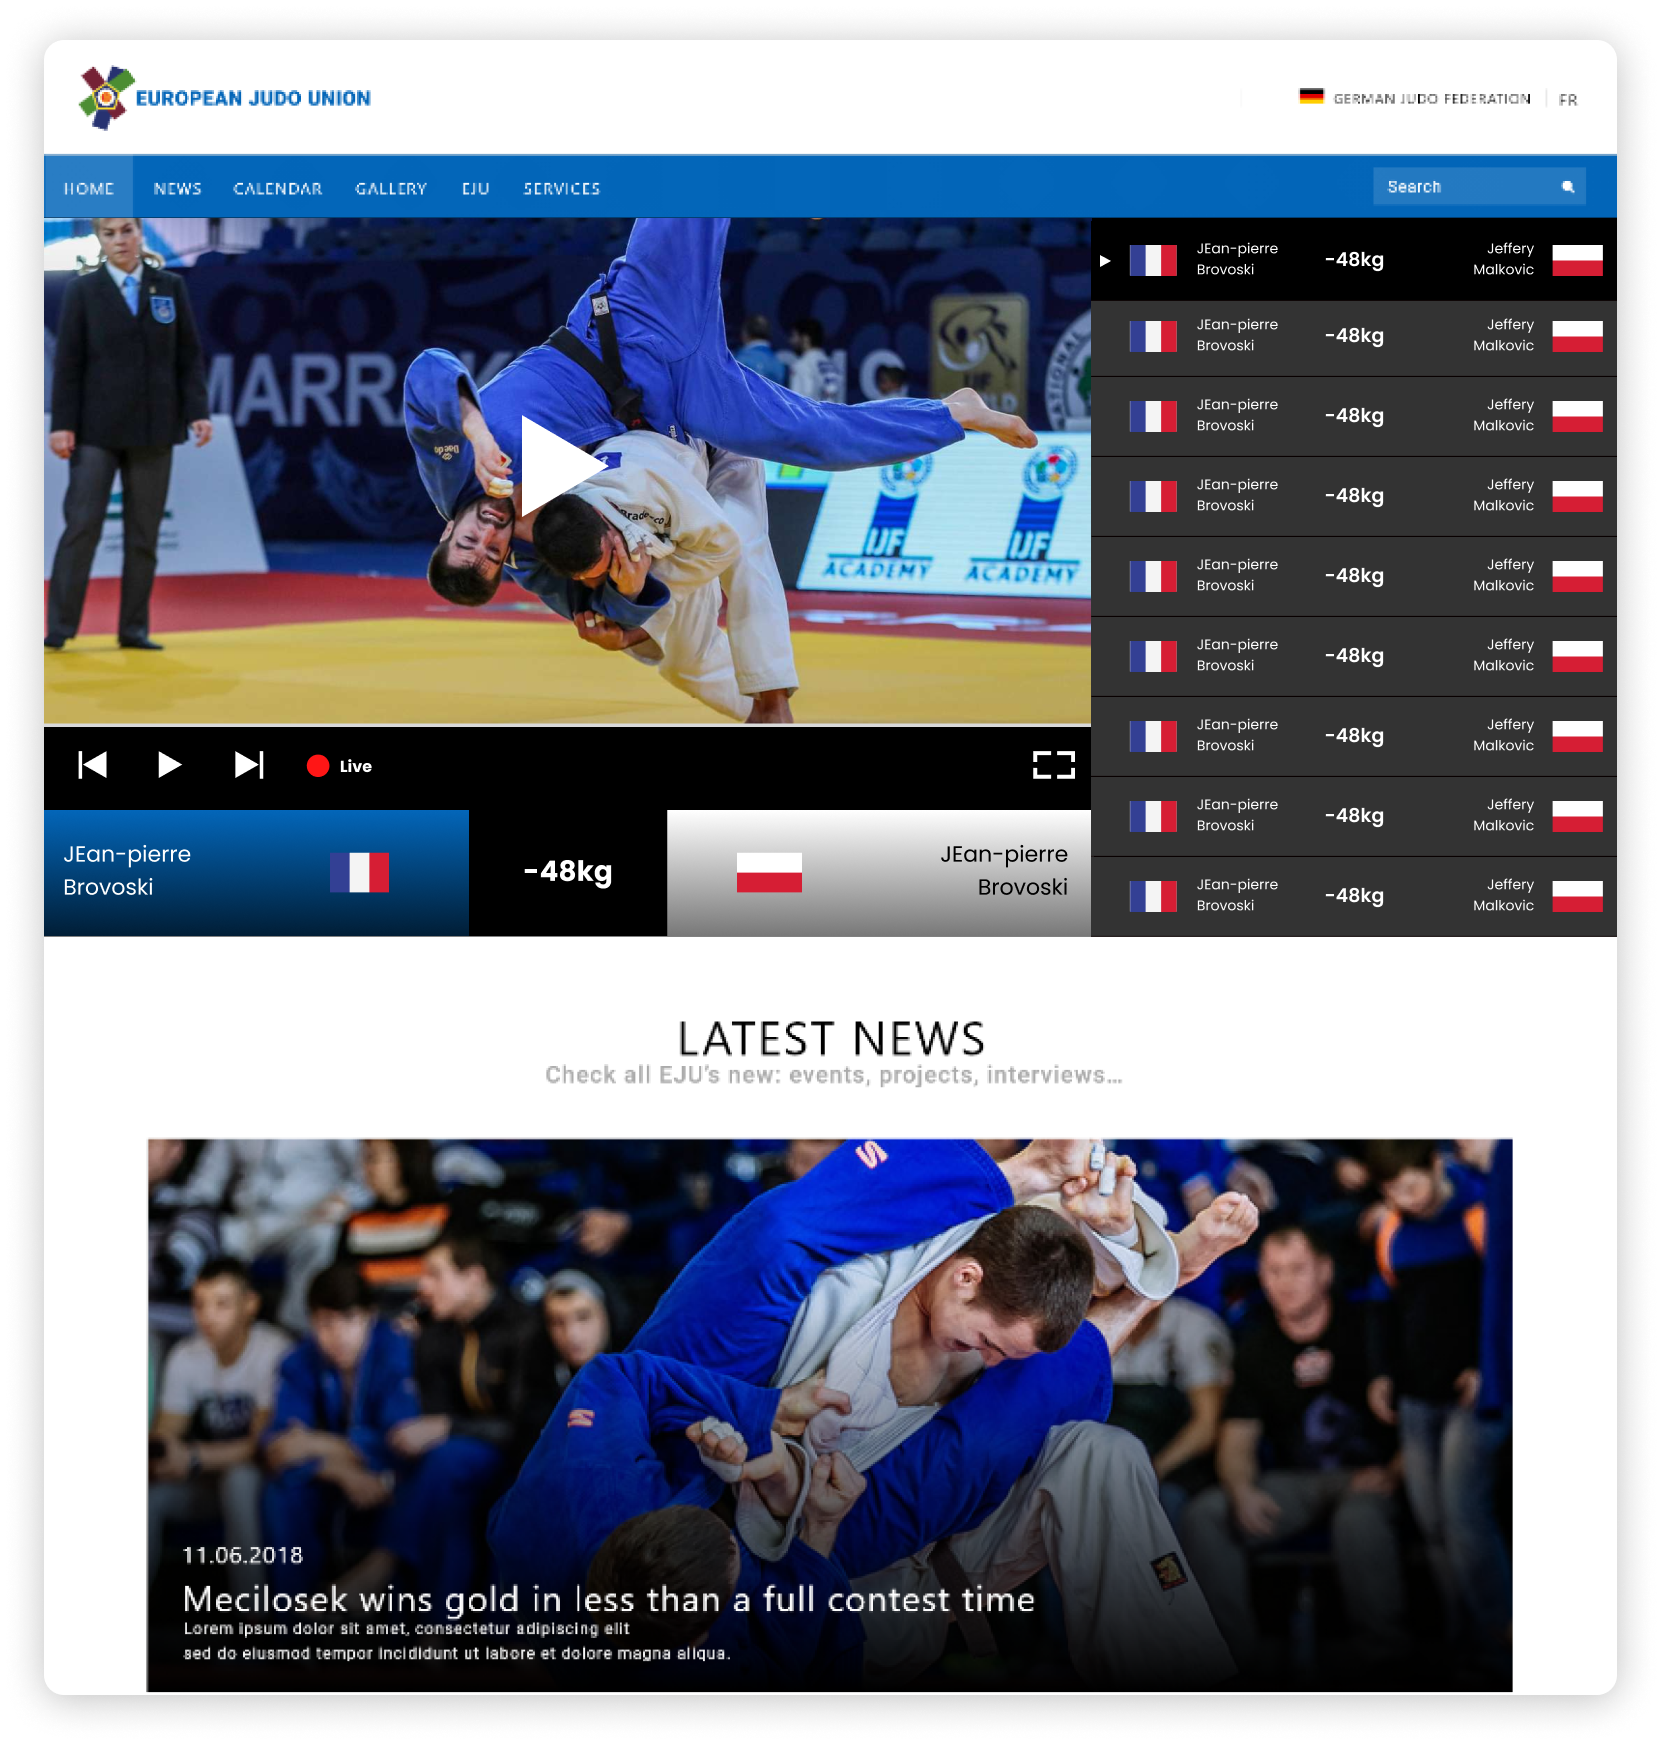 EUROPEAN JUDO UNION
GERMAN JUDO FEDERATION
FR
HOME
NEWS
CALENDAR
GALLERY
EJU
SERVICES
Search
MARR
IJF
ACADEMY
IJF
ACADEMY
JEan-pierre
Brovoski
-48kg
Jeffery
Malkovic
JEan-pierre
Brovoski
-48kg
Jeffery
Malkovic
JEan-pierre
Brovoski
-48kg
Jeffery
Malkovic
JEan-pierre
Brovoski
-48kg
Jeffery
Malkovic
JEan-pierre
Brovoski
-48kg
Jeffery
Malkovic
JEan-pierre
Brovoski
-48kg
Jeffery
Malkovic
JEan-pierre
Brovoski
-48kg
Jeffery
Malkovic
JEan-pierre
Brovoski
-48kg
Jeffery
Malkovic
JEan-pierre
Brovoski
-48kg
Jeffery
Malkovic
Live
JEan-pierre
Brovoski
-48kg
JEan-pierre
Brovoski
LATEST NEWS
Check all EJU's new: events, projects, interviews...
11.06.2018
Mecilosek wins gold in less than a full contest time
Lorem ipsum dolor sit amet, consectetur adipiscing elit
sed do eiusmod tempor incididunt ut labore et dolore magna aliqua.